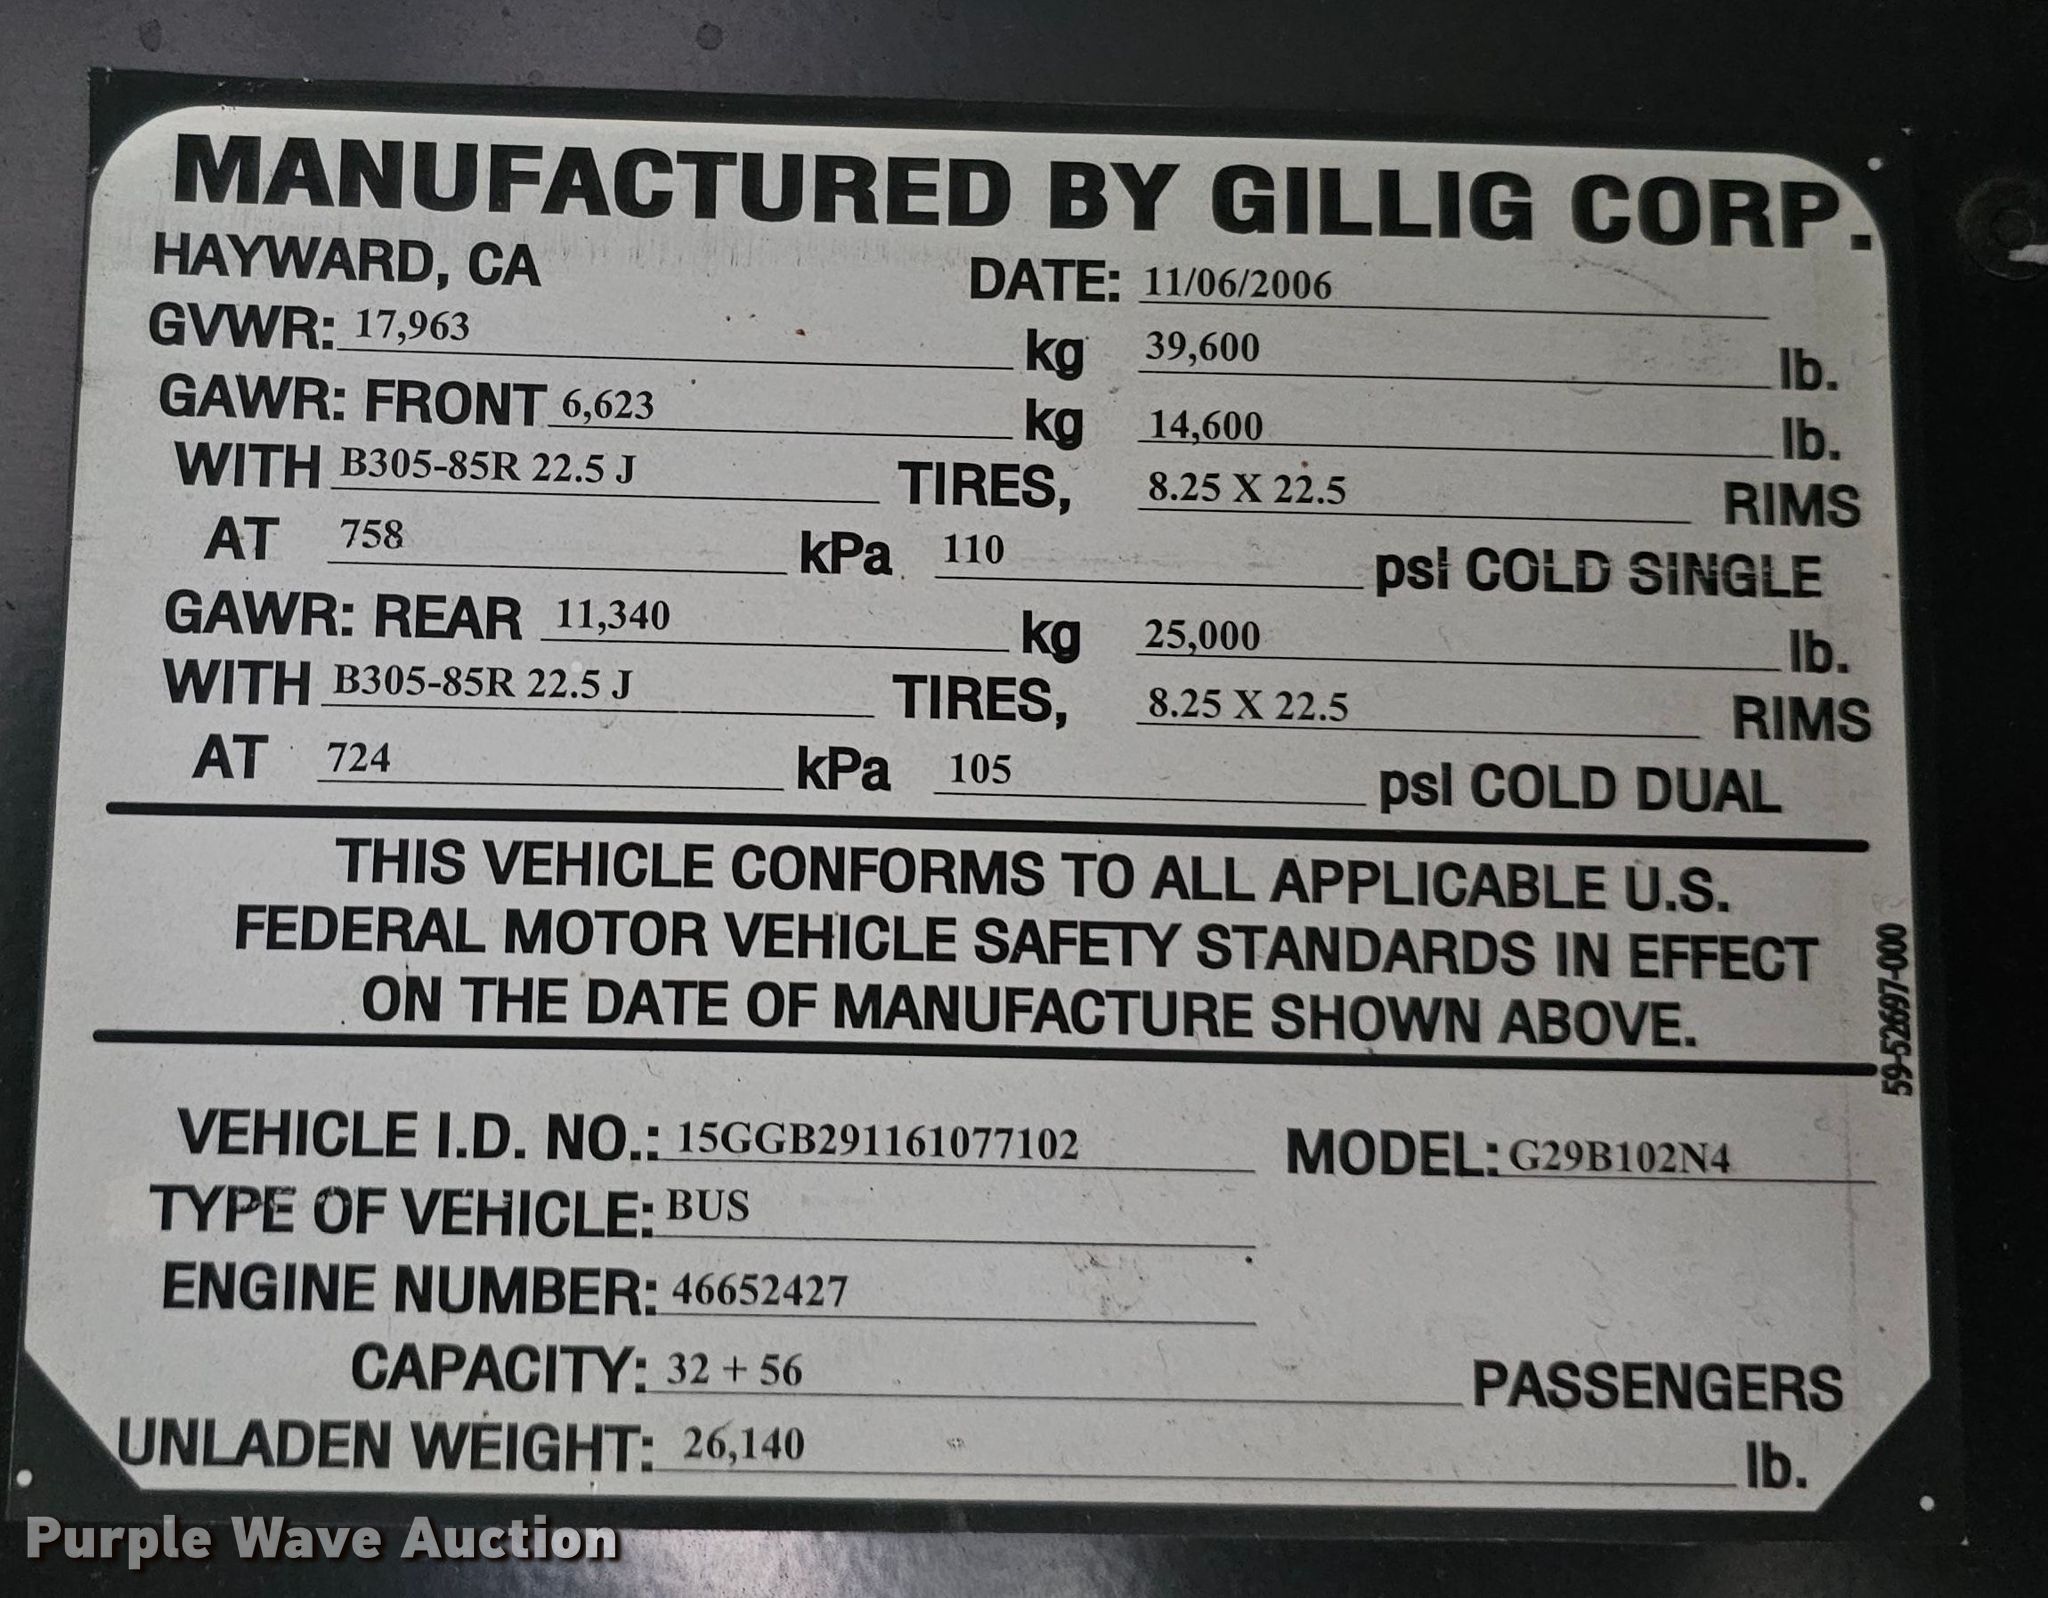 MANUFACTURED BY GILLIG CORP.
HAYWARD, CA DATE: 11/06/2006
GVWR: 17,963 kg 39,600 lb.
GAWR: FRONT 6,623 kg 14,600 lb.
WITH B305-85R 22.5 J TIRES, 8.25 X 22.5 RIMS
AT 758 kPa 110 psi COLD SINGLE
GAWR: REAR 11,340 kg 25,000 lb.
WITH B305-85R 22.5 J TIRES, 8.25 X 22.5 RIMS
AT 724 kPa 105 psi COLD DUAL
THIS VEHICLE CONFORMS TO ALL APPLICABLE U.S.
FEDERAL MOTOR VEHICLE SAFETY STANDARDS IN EFFECT
ON THE DATE OF MANUFACTURE SHOWN ABOVE.
59-52697-000
VEHICLE I.D. NO.: 15GGB291161077102 MODEL: G29B102N4
TYPE OF VEHICLE: BUS
ENGINE NUMBER: 46652427
CAPACITY: 32 + 56 PASSENGERS
UNLADEN WEIGHT: 26,140 lb.
Purple Wave Auction